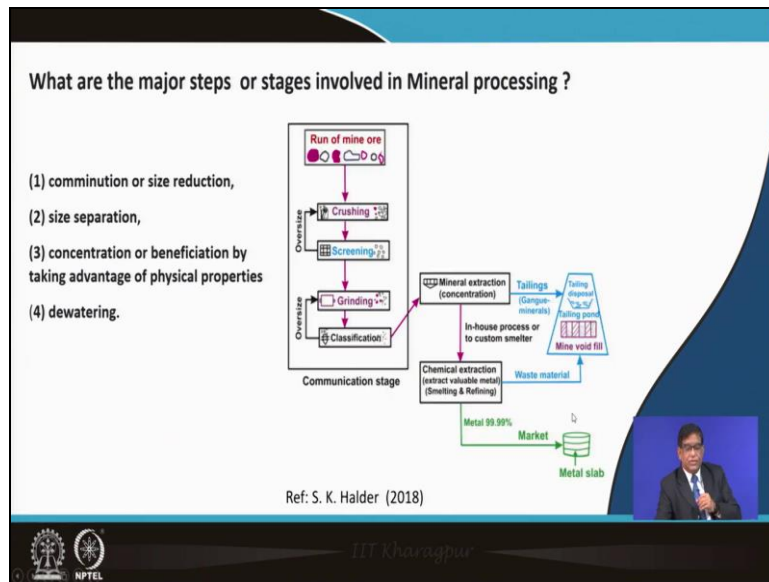 What are the major steps or stages involved in Mineral processing ?
(1) comminution or size reduction,
(2) size separation,
(3) concentration or beneficiation by
taking advantage of physical properties
(4) dewatering.
Run of mine ore
Crushing
Oversize
Screening
Grinding
Oversize
Classification
Communication stage
Mineral extraction
(concentration)
Tailings
(Gangue-
minerals)
Tailing
disposal
Tailing pond
Mine void fill
In-house process or
to custom smelter
Chemical extraction
(extract valuable metal)
(Smelting & Refining)
Waste material
Metal 99.99%
Market
Metal slab
Ref: S. K. Halder (2018)
IIT Kharagpur
NPTEL